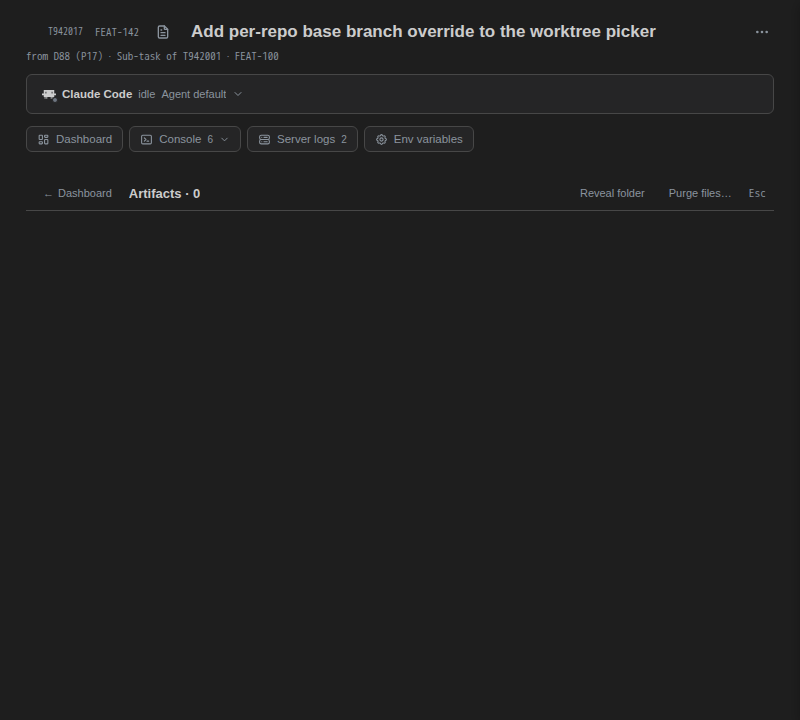 T942017 FEAT-142 Add per-repo base branch override to the worktree picker
from D88 (P17) · Sub-task of T942001 · FEAT-100
Claude Code idle Agent default
Dashboard Console 6 Server logs 2 Env variables
← Dashboard Artifacts · 0 Reveal folder Purge files… Esc